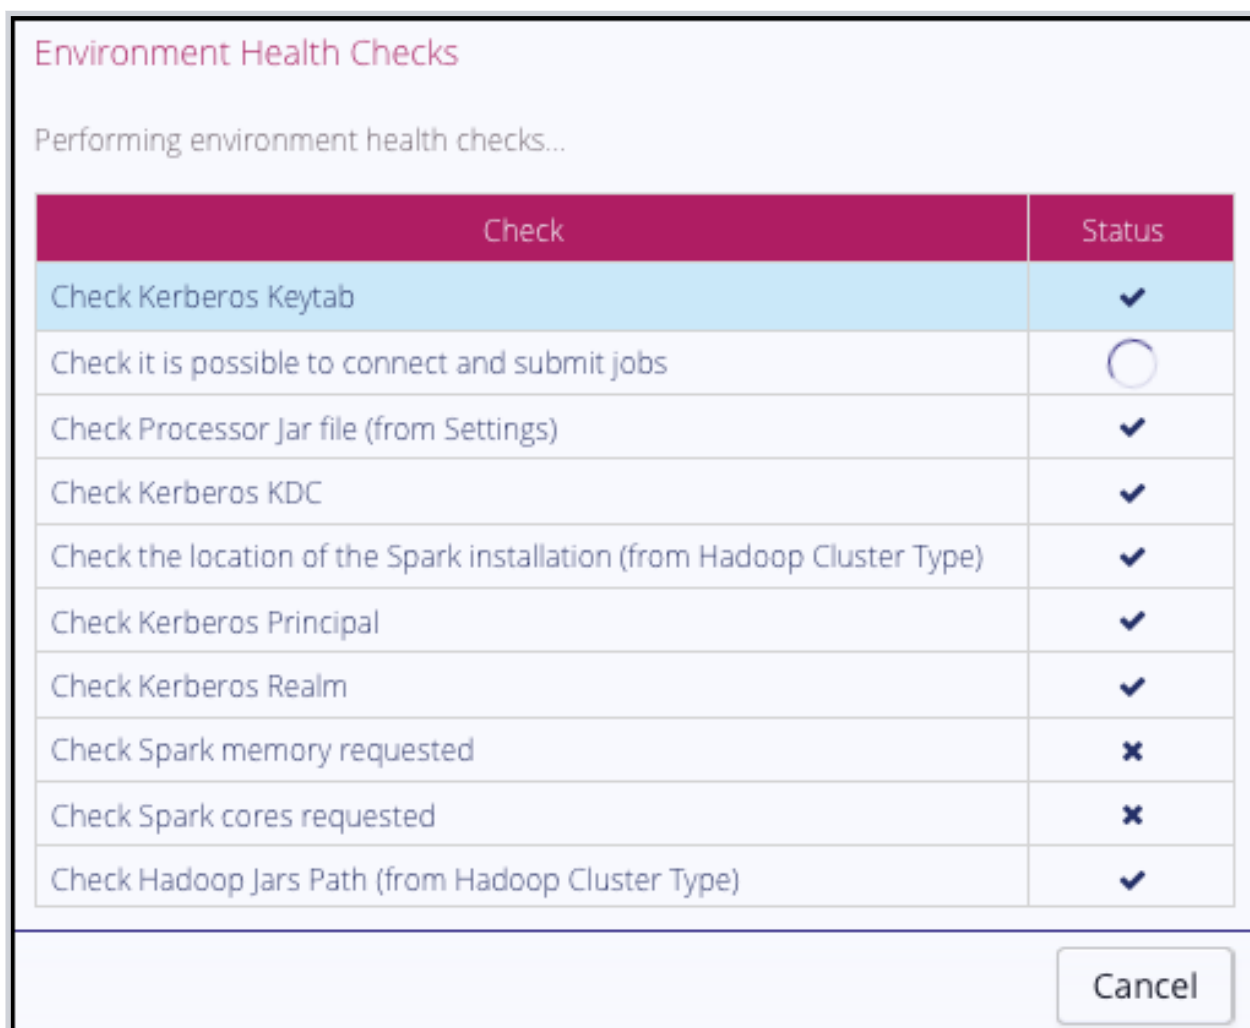 Environment Health Checks
Performing environment health checks...
Check Status
Check Kerberos Keytab ✔
Check it is possible to connect and submit jobs
Check Processor Jar file (from Settings) ✔
Check Kerberos KDC ✔
Check the location of the Spark installation (from Hadoop Cluster Type) ✔
Check Kerberos Principal ✔
Check Kerberos Realm ✔
Check Spark memory requested ✖
Check Spark cores requested ✖
Check Hadoop Jars Path (from Hadoop Cluster Type) ✔
Cancel